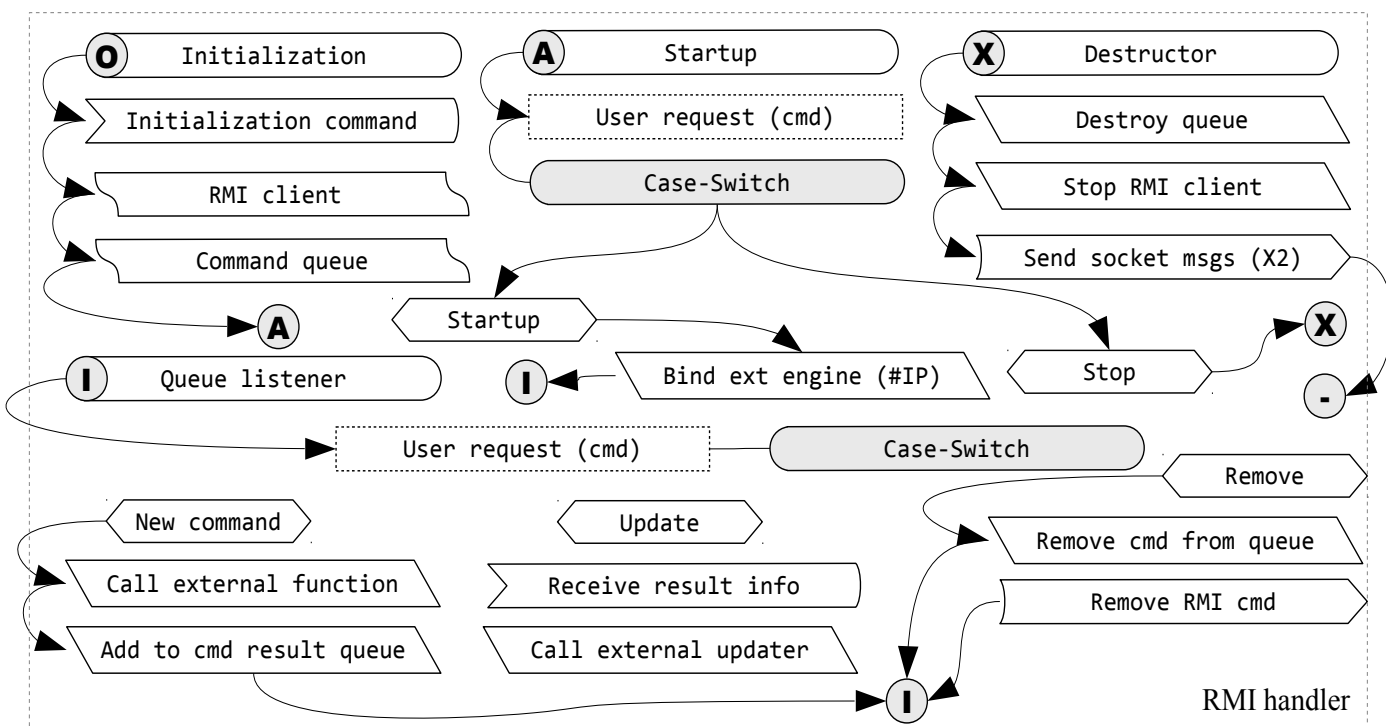 O Initialization
A Startup
X Destructor
Initialization command
User request (cmd)
Destroy queue
RMI client
Case-Switch
Stop RMI client
Command queue
Send socket msgs (X2)
A
Startup
X
Queue listener
I
I
Bind ext engine (#IP)
Stop
-
User request (cmd)
Case-Switch
Remove
New command
Update
Remove cmd from queue
Call external function
Receive result info
Remove RMI cmd
Add to cmd result queue
Call external updater
I
RMI handler